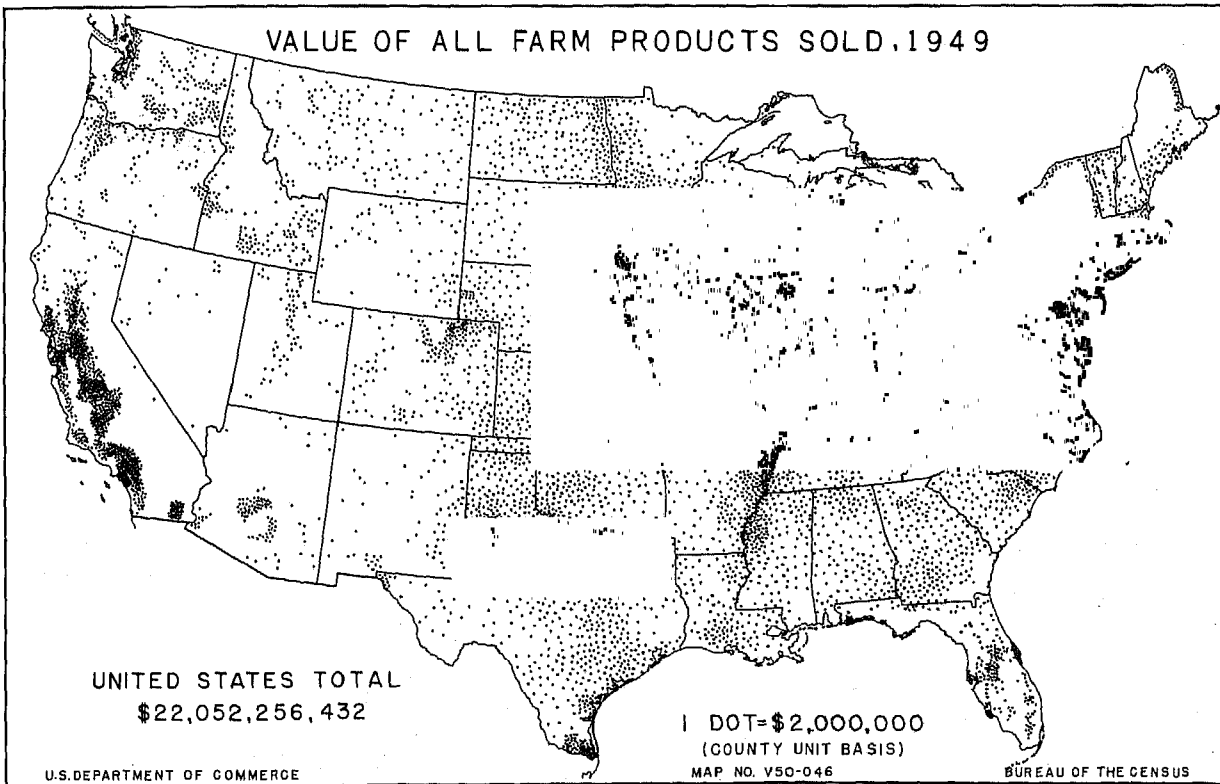 VALUE OF ALL FARM PRODUCTS SOLD, 1949
UNITED STATES TOTAL
$22,052,256,432
1 DOT=$2,000,000
(COUNTY UNIT BASIS)
U.S. DEPARTMENT OF COMMERCE
MAP NO. V50-046
BUREAU OF THE CENSUS